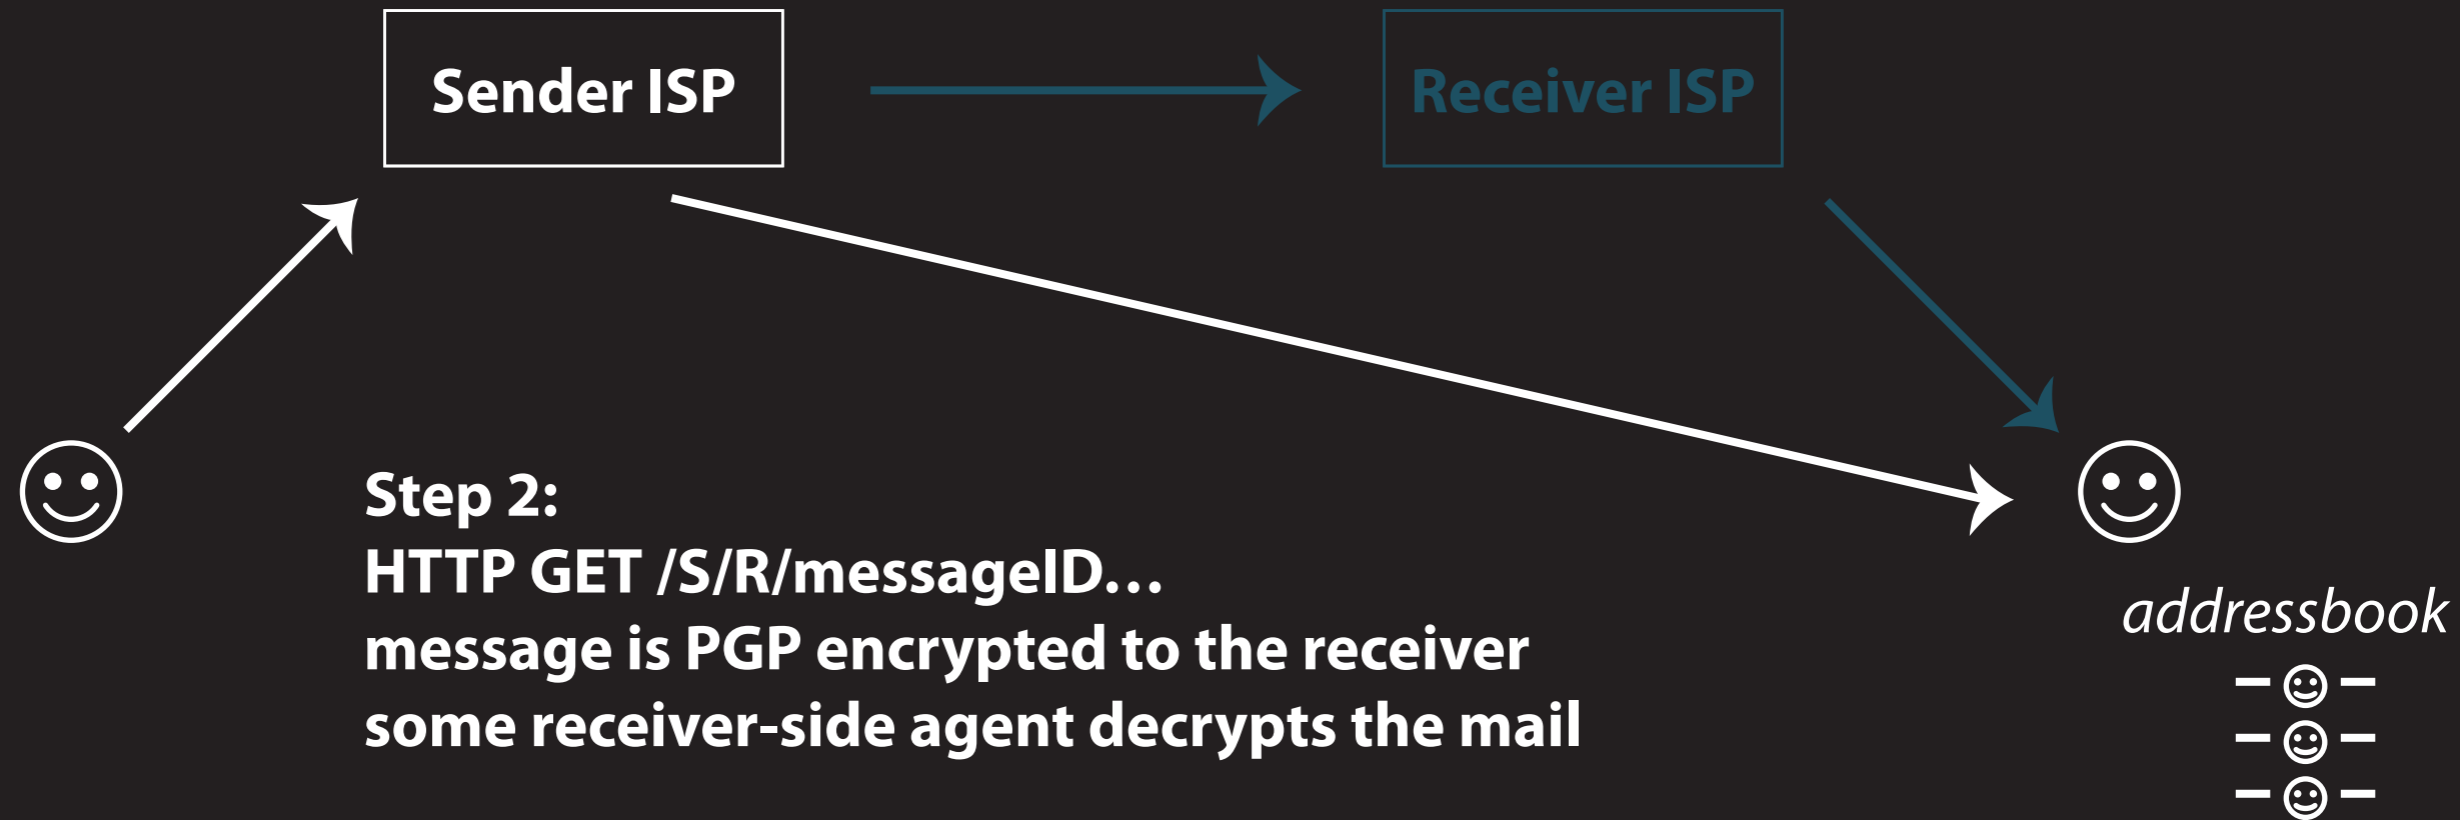 Sender ISP
Receiver ISP
Step 2:
HTTP GET /S/R/messageID…
message is PGP encrypted to the receiver
some receiver-side agent decrypts the mail
addressbook